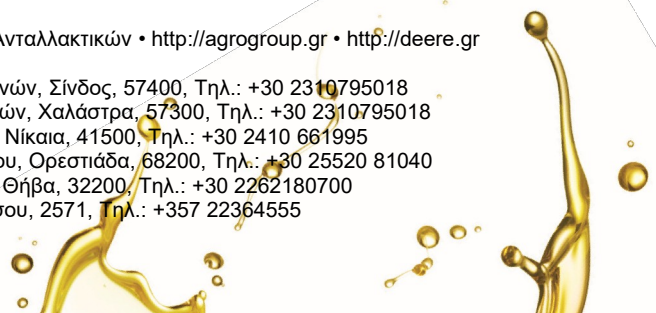 Ανταλλακτικών • http://agrogroup.gr • http://deere.gr
νών, Σίνδος, 57400, Τηλ.: +30 2310795018
ών, Χαλάστρα, 57300, Τηλ.: +30 2310795018
Νίκαια, 41500, Τηλ.: +30 2410 661995
ου, Ορεστιάδα, 68200, Τηλ.: +30 25520 81040
Θήβα, 32200, Τηλ.: +30 2262180700
σου, 2571, Τηλ.: +357 22364555